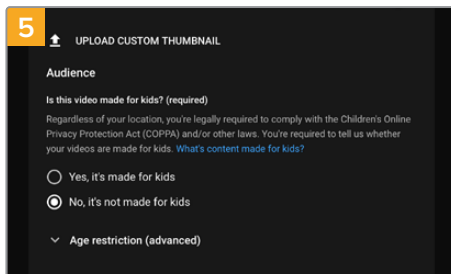 5
UPLOAD CUSTOM THUMBNAIL
Audience
Is this video made for kids? (required)
Regardless of your location, you're legally required to comply with the Children's Online
Privacy Protection Act (COPPA) and/or other laws. You're required to tell us whether
your videos are made for kids. What's content made for kids?
Yes, it's made for kids
No, it's not made for kids
Age restriction (advanced)